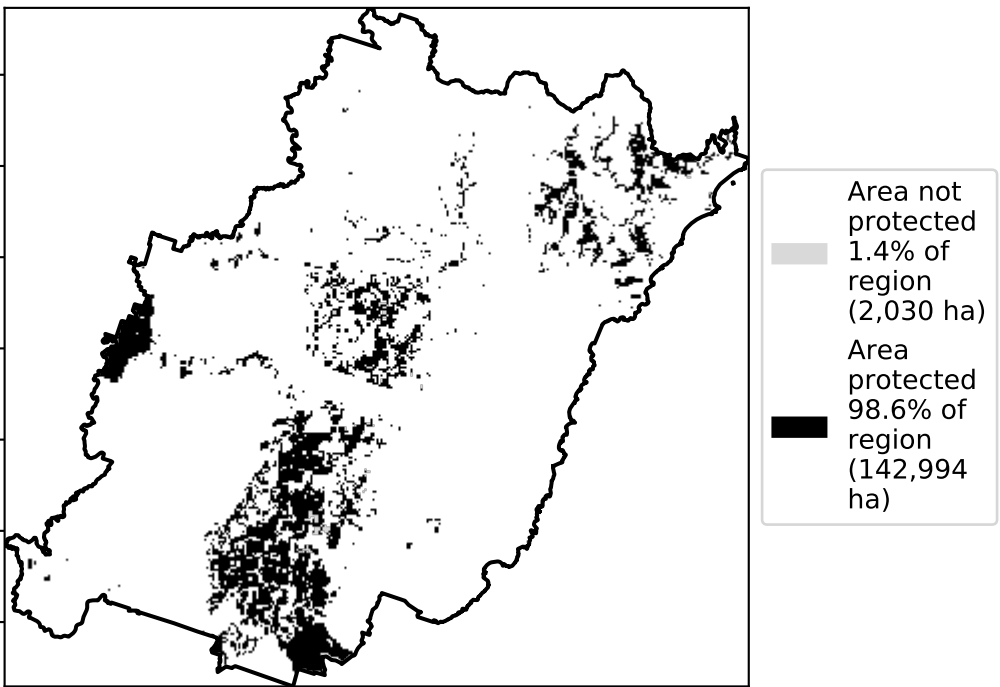 Area not
protected
1.4% of
region
(2,030 ha)
Area
protected
98.6% of
region
(142,994
ha)